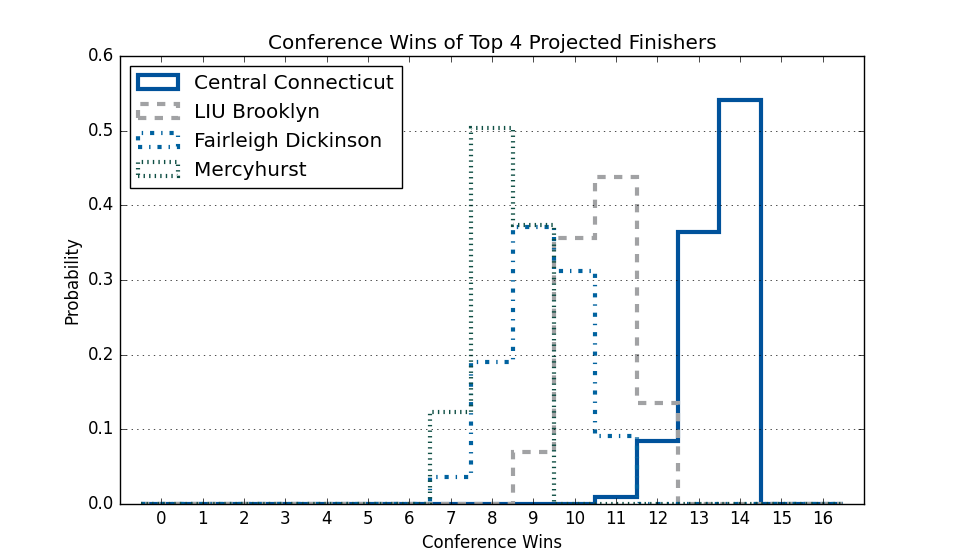 Conference Wins of Top 4 Projected Finishers
0.6
0.5
0.4
0.3
0.2
0.1
0.0
Probability
Central Connecticut
LIU Brooklyn
Fairleigh Dickinson
Mercyhurst
0 1 2 3 4 5 6 7 8 9 10 11 12 13 14 15 16
Conference Wins